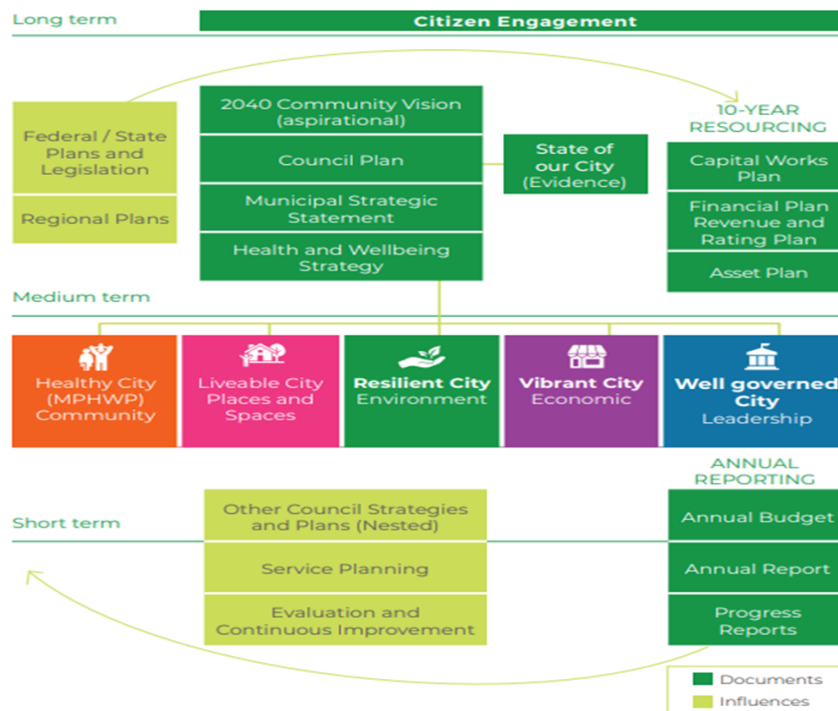 Long term
Citizen Engagement
Federal / State
Plans and
Legislation
Regional Plans
2040 Community Vision
(aspirational)
Council Plan
Municipal Strategic
Statement
Health and Wellbeing
Strategy
State of
our City
(Evidence)
10-YEAR
RESOURCING
Capital Works
Plan
Financial Plan
Revenue and
Rating Plan
Asset Plan
Medium term
Healthy City
(MPHWP)
Community
Liveable City
Places and
Spaces
Resilient City
Environment
Vibrant City
Economic
Well governed
City
Leadership
Short term
Other Council Strategies
and Plans (Nested)
Service Planning
Evaluation and
Continuous Improvement
ANNUAL
REPORTING
Annual Budget
Annual Report
Progress
Reports
Documents
Influences